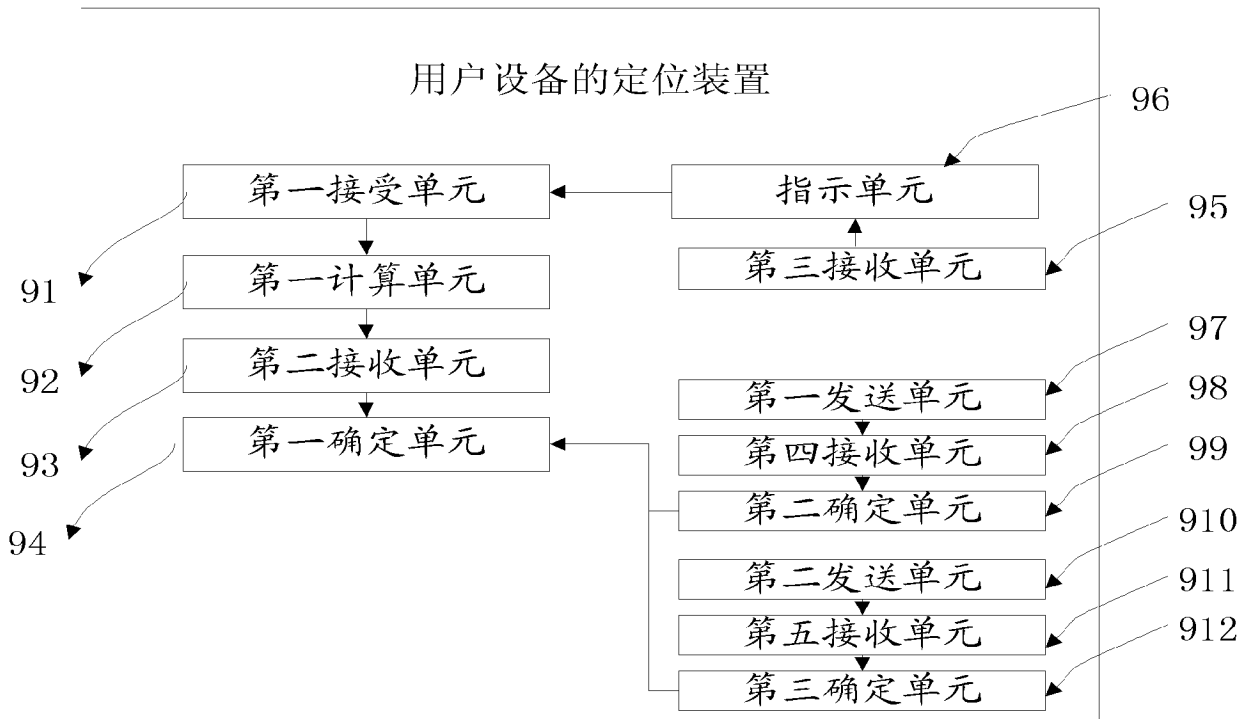 用户设备的定位装置
96
第一接受单元
指示单元
95
第三接收单元
91
第一计算单元
97
92
第二接收单元
第一发送单元
98
93
第一确定单元
第四接收单元
99
94
第二确定单元
910
第二发送单元
911
第五接收单元
912
第三确定单元